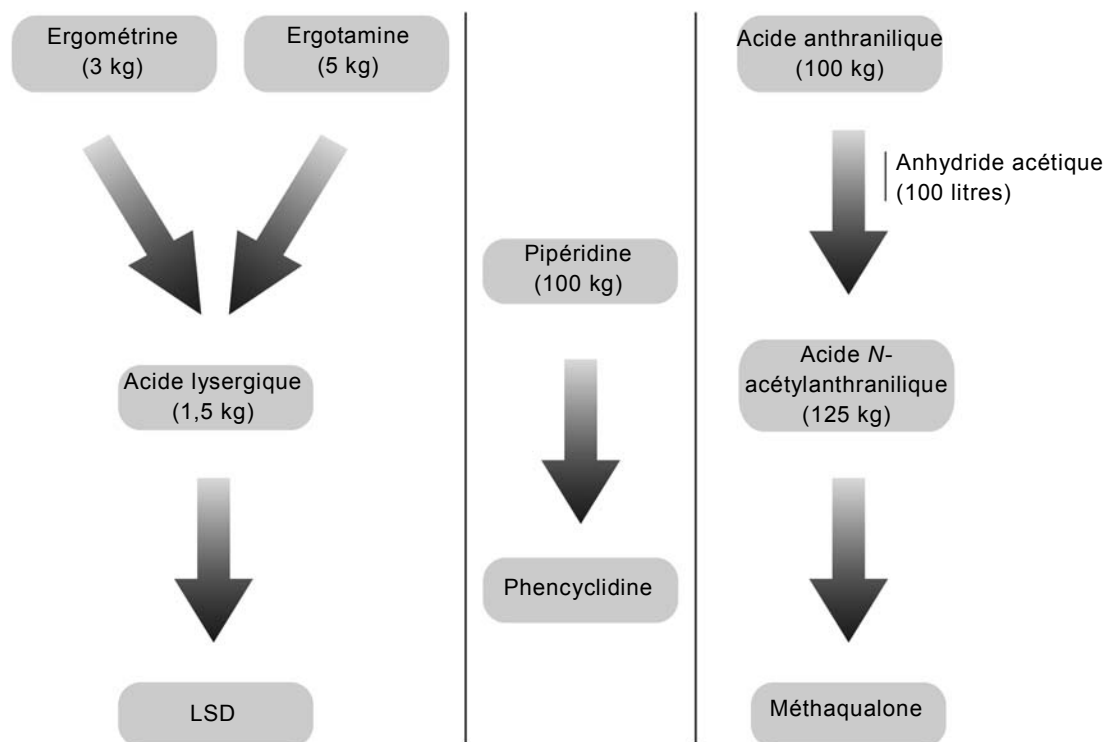 Ergométrine
(3 kg)
Ergotamine
(5 kg)
Acide lysergique
(1,5 kg)
LSD
Pipéridine
(100 kg)
Phencyclidine
Acide anthranilique
(100 kg)
Anhydride acétique
(100 litres)
Acide N-
acétylanthranilique
(125 kg)
Méthaqualone